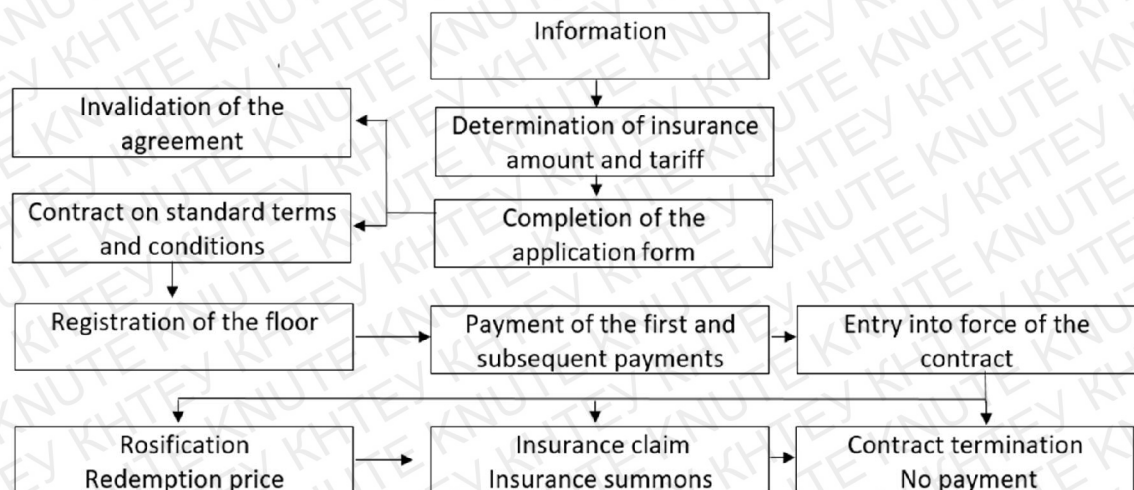 Information
Invalidation of the
agreement
Determination of insurance
amount and tariff
Contract on standard terms
and conditions
Completion of the
application form
Registration of the floor
Payment of the first and
subsequent payments
Entry into force of the
contract
Rosification
Redemption price
Insurance claim
Insurance summons
Contract termination
No payment